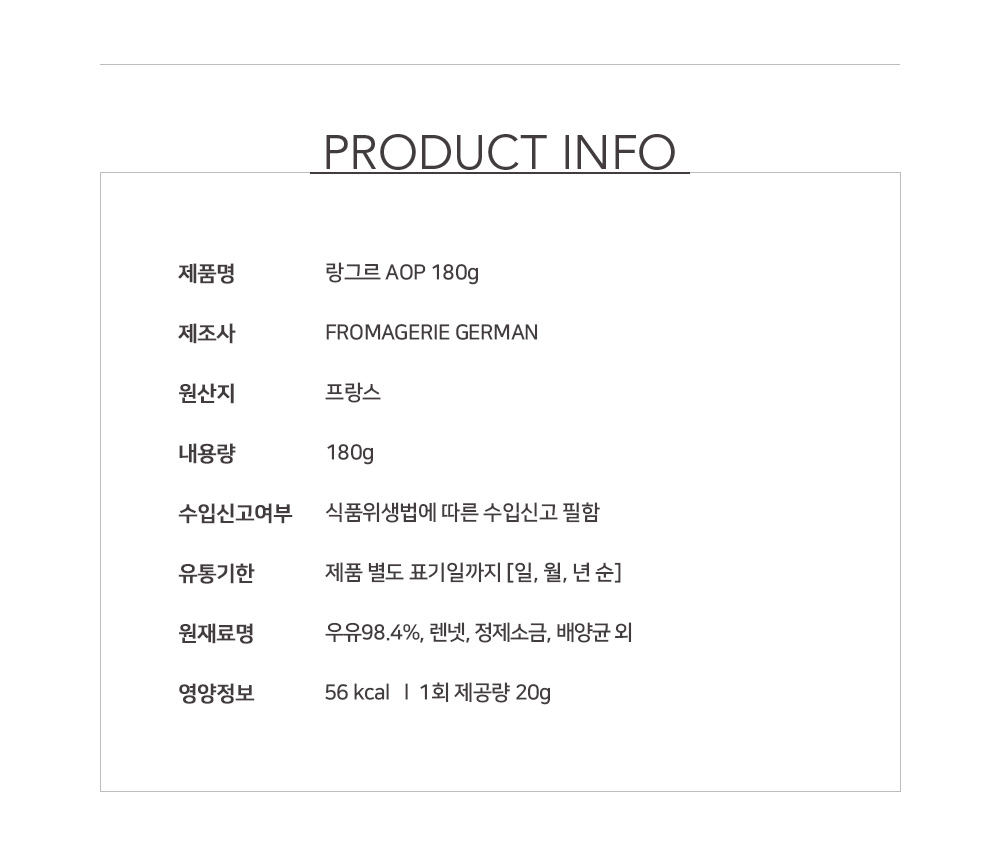 PRODUCT INFO
제품명 랑그르 AOP 180g
제조사 FROMAGERIE GERMAN
원산지 프랑스
내용량 180g
수입신고여부 식품위생법에 따른 수입신고 필함
유통기한 제품 별도 표기일까지 [일, 월, 년 순]
원재료명 우유98.4%, 렌넷, 정제소금, 배양균 외
영양정보 56 kcal ㅣ 1회 제공량 20g